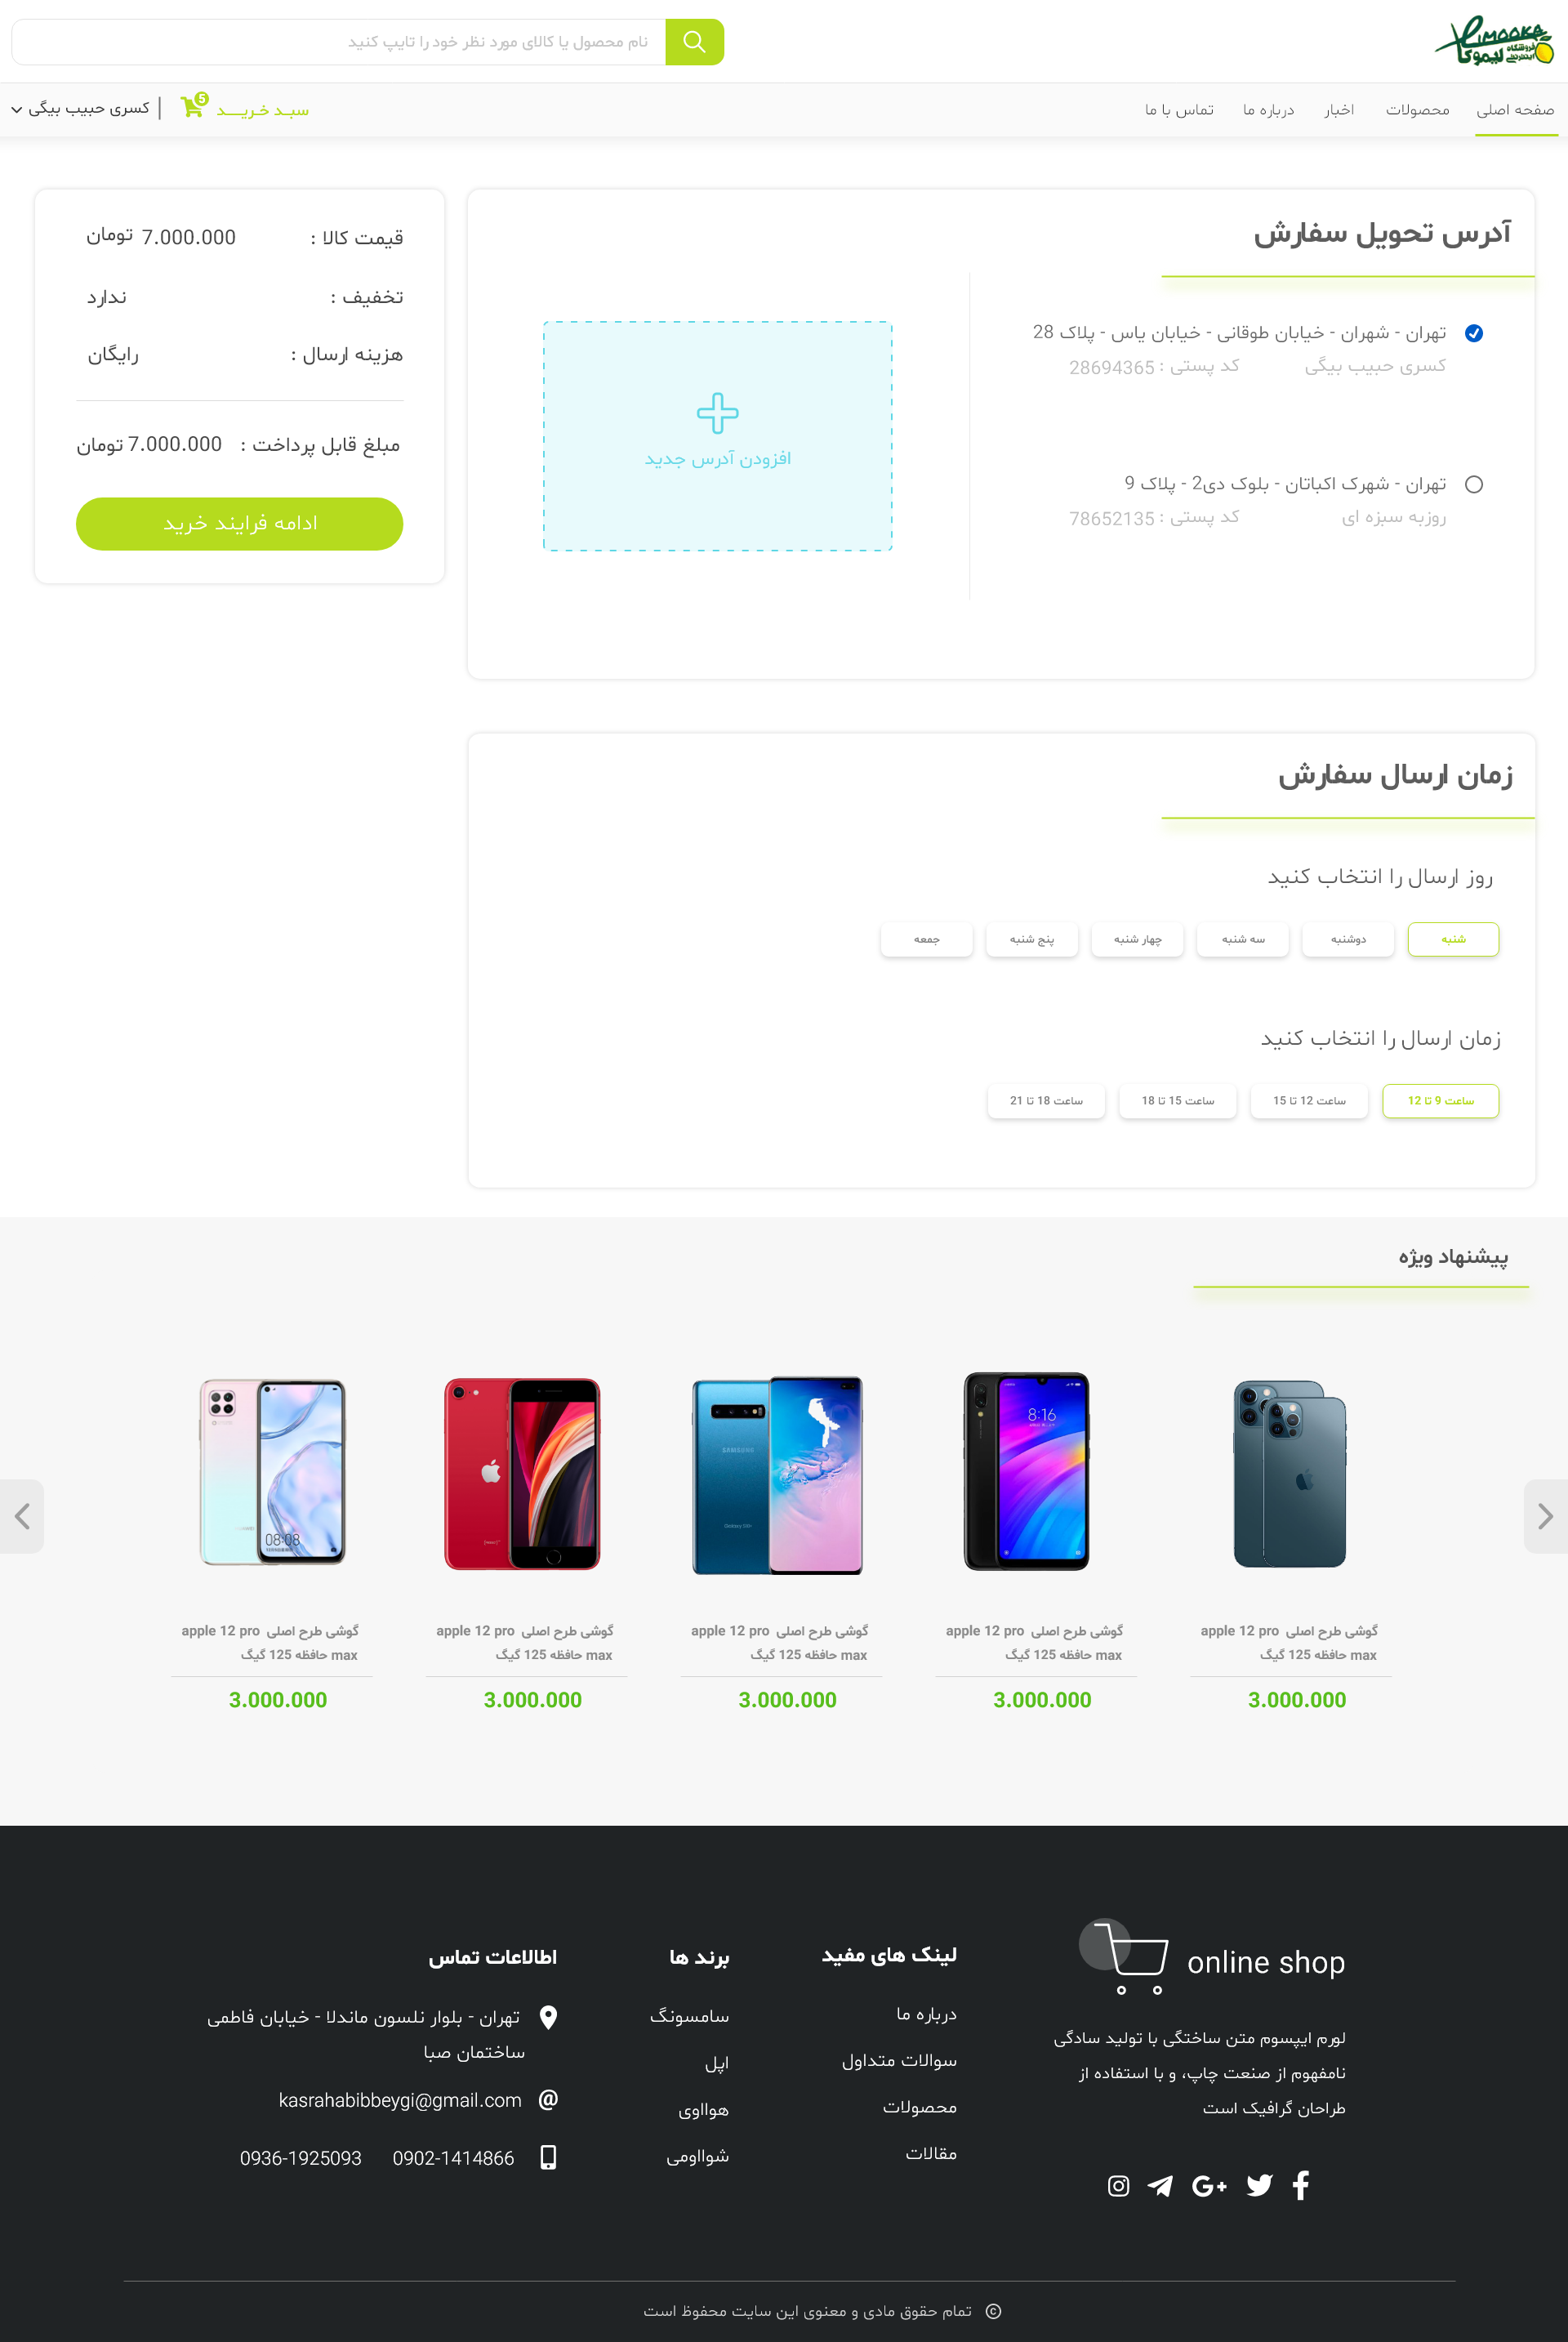 LIMOOKA
فروشگاه اینترنتی
لیموکا
نام محصول یا کالای مورد نظر خود را تایپ کنید
صفحه اصلی
محصولات
اخبار
درباره ما
تماس با ما
سبــد خـریـــد
5
کسری حبیب بیگی
آدرس تحویل سفارش
تهران - شهران - خیابان طوقانی - خیابان یاس - پلاک 28
کسری حبیب بیگی
کد پستی : 28694365
تهران - شهرک اکباتان - بلوک دی2 - پلاک 9
روزبه سبزه ای
کد پستی : 78652135
افزودن آدرس جدید
قیمت کالا : 7.000.000 تومان
تخفیف : ندارد
هزینه ارسال : رایگان
مبلغ قابل پرداخت : 7.000.000 تومان
ادامه فرایند خرید
زمان ارسال سفارش
روز ارسال را انتخاب کنید
شنبه
دوشنبه
سه شنبه
چهار شنبه
پنج شنبه
جمعه
زمان ارسال را انتخاب کنید
ساعت 9 تا 12
ساعت 12 تا 15
ساعت 15 تا 18
ساعت 18 تا 21
پیشنهاد ویژه
8:16
SAMSUNG
Galaxy S10+
08:08
گوشی طرح اصلی apple 12 pro
max حافظه 125 گیگ
3.000.000
گوشی طرح اصلی apple 12 pro
max حافظه 125 گیگ
3.000.000
گوشی طرح اصلی apple 12 pro
max حافظه 125 گیگ
3.000.000
گوشی طرح اصلی apple 12 pro
max حافظه 125 گیگ
3.000.000
گوشی طرح اصلی apple 12 pro
max حافظه 125 گیگ
3.000.000
online shop
لورم ایپسوم متن ساختگی با تولید سادگی
نامفهوم از صنعت چاپ، و با استفاده از
طراحان گرافیک است
لینک های مفید
درباره ما
سوالات متداول
محصولات
مقالات
برند ها
سامسونگ
اپل
هوااوی
شوااومی
اطلاعات تماس
تهران - بلوار نلسون ماندلا - خیابان فاطمی
ساختمان صبا
kasrahabibbeygi@gmail.com
0902-1414866
0936-1925093
© تمام حقوق مادی و معنوی این سایت محفوظ است